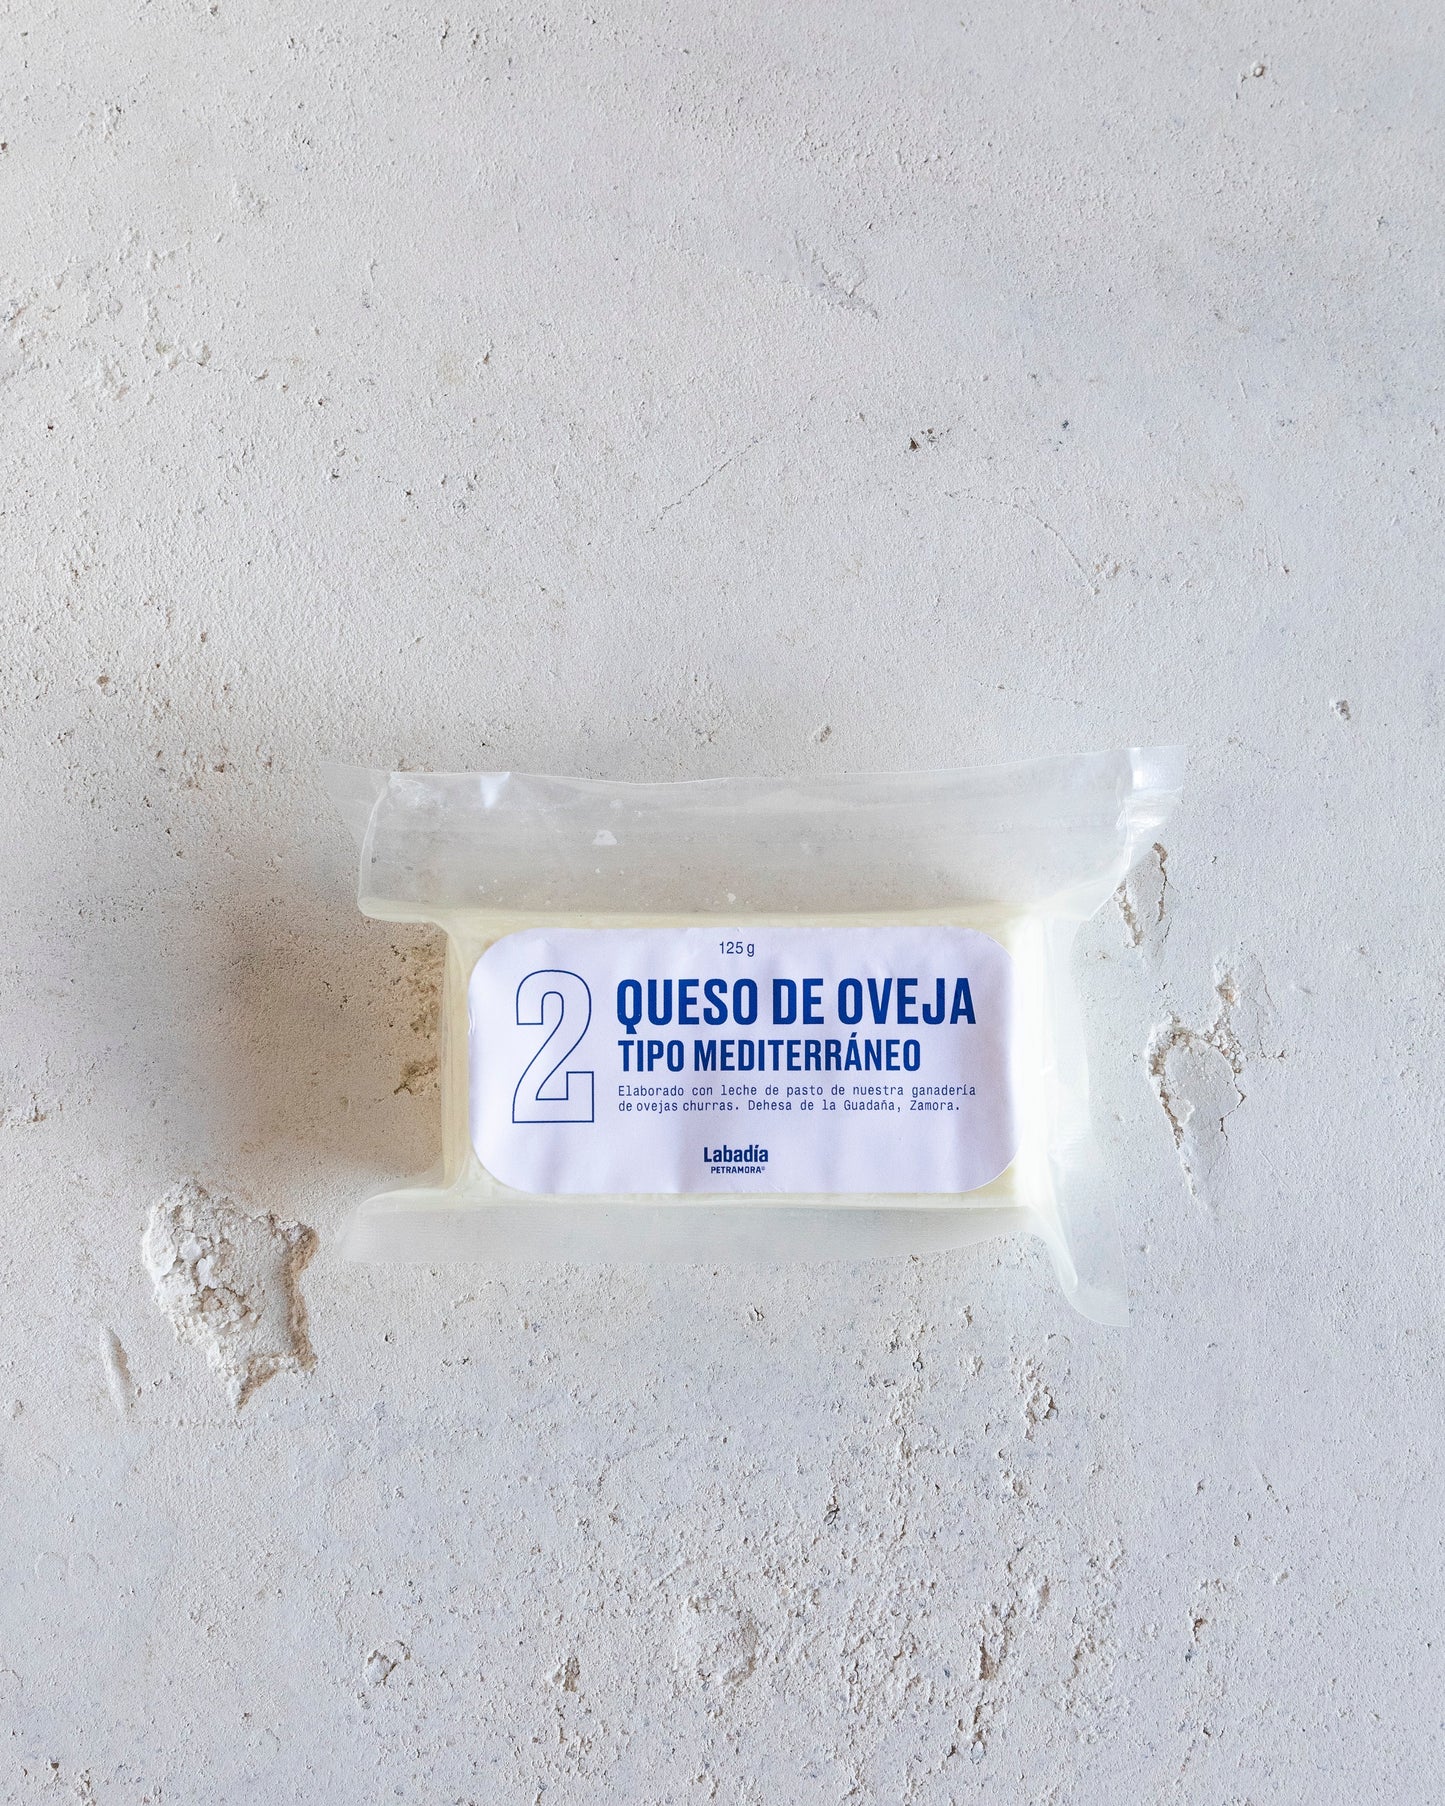 125 g
2
QUESO DE OVEJA
TIPO MEDITERRÁNEO
Elaborado con leche de pasto de nuestra ganadería
de ovejas churras. Dehesa de la Guadaña, Zamora.
Labadía
PETRAMORA®